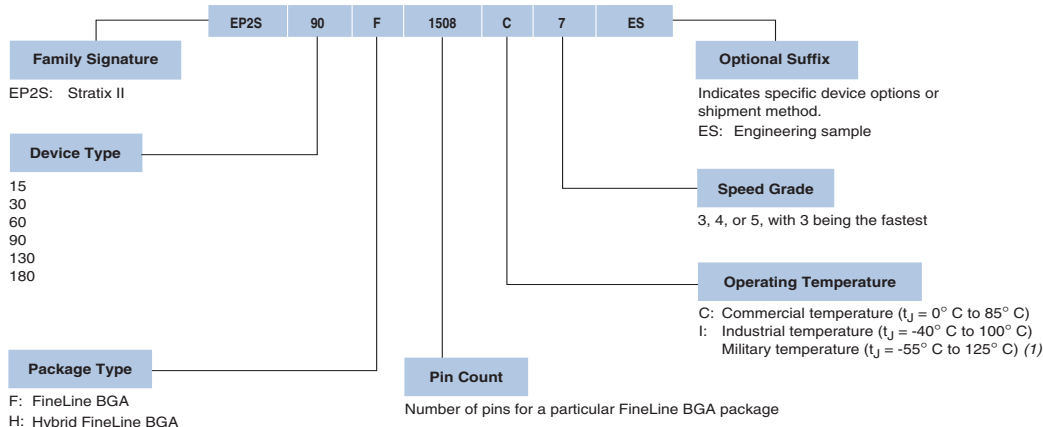 EP2S 90 F 1508 C 7 ES
Family Signature
EP2S: Stratix II
Optional Suffix
Indicates specific device options or
shipment method.
ES: Engineering sample
Device Type
15
30
60
90
130
180
Speed Grade
3, 4, or 5, with 3 being the fastest
Operating Temperature
C: Commercial temperature (tJ = 0° C to 85° C)
I: Industrial temperature (tJ = -40° C to 100° C)
Military temperature (tJ = -55° C to 125° C) (1)
Package Type
F: FineLine BGA
H: Hybrid FineLine BGA
Pin Count
Number of pins for a particular FineLine BGA package